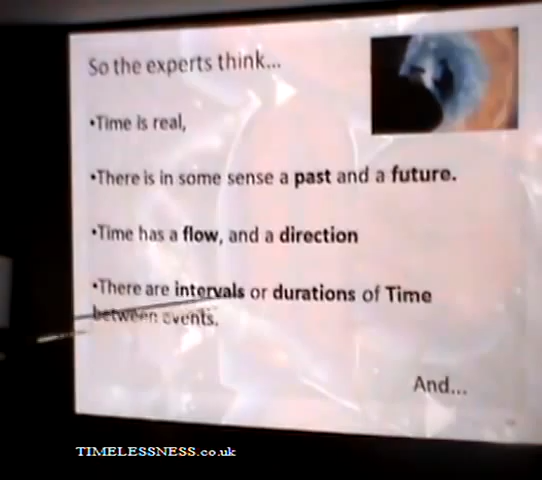 So the experts think...
•Time is real,
•There is in some sense a past and a future.
•Time has a flow, and a direction
•There are intervals or durations of Time
between events.
And...
TIMELESSNESS.co.uk